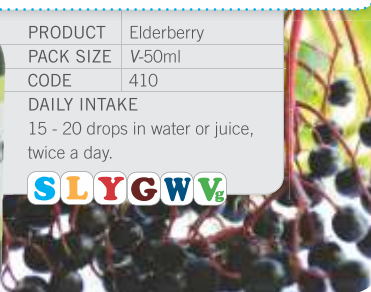 PRODUCT Elderberry
PACK SIZE V-50ml
CODE 410
DAILY INTAKE
15 - 20 drops in water or juice,
twice a day.
S L Y G W Vg